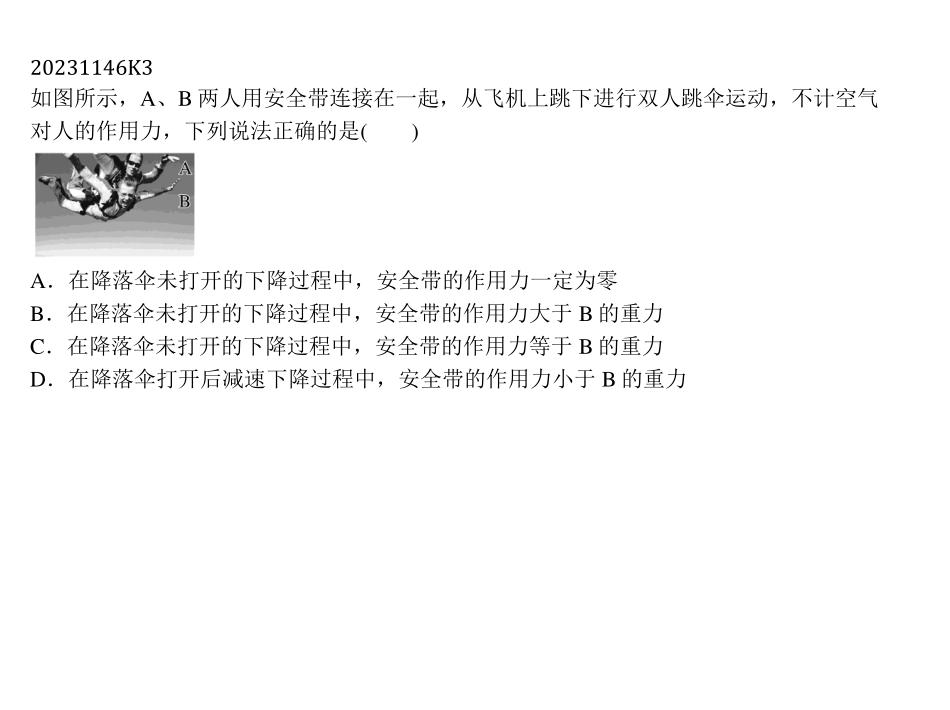 20231146K3
如图所示，A、B 两人用安全带连接在一起，从飞机上跳下进行双人跳伞运动，不计空气
对人的作用力，下列说法正确的是(　　)
A
B
A．在降落伞未打开的下降过程中，安全带的作用力一定为零
B．在降落伞未打开的下降过程中，安全带的作用力大于 B 的重力
C．在降落伞未打开的下降过程中，安全带的作用力等于 B 的重力
D．在降落伞打开后减速下降过程中，安全带的作用力小于 B 的重力